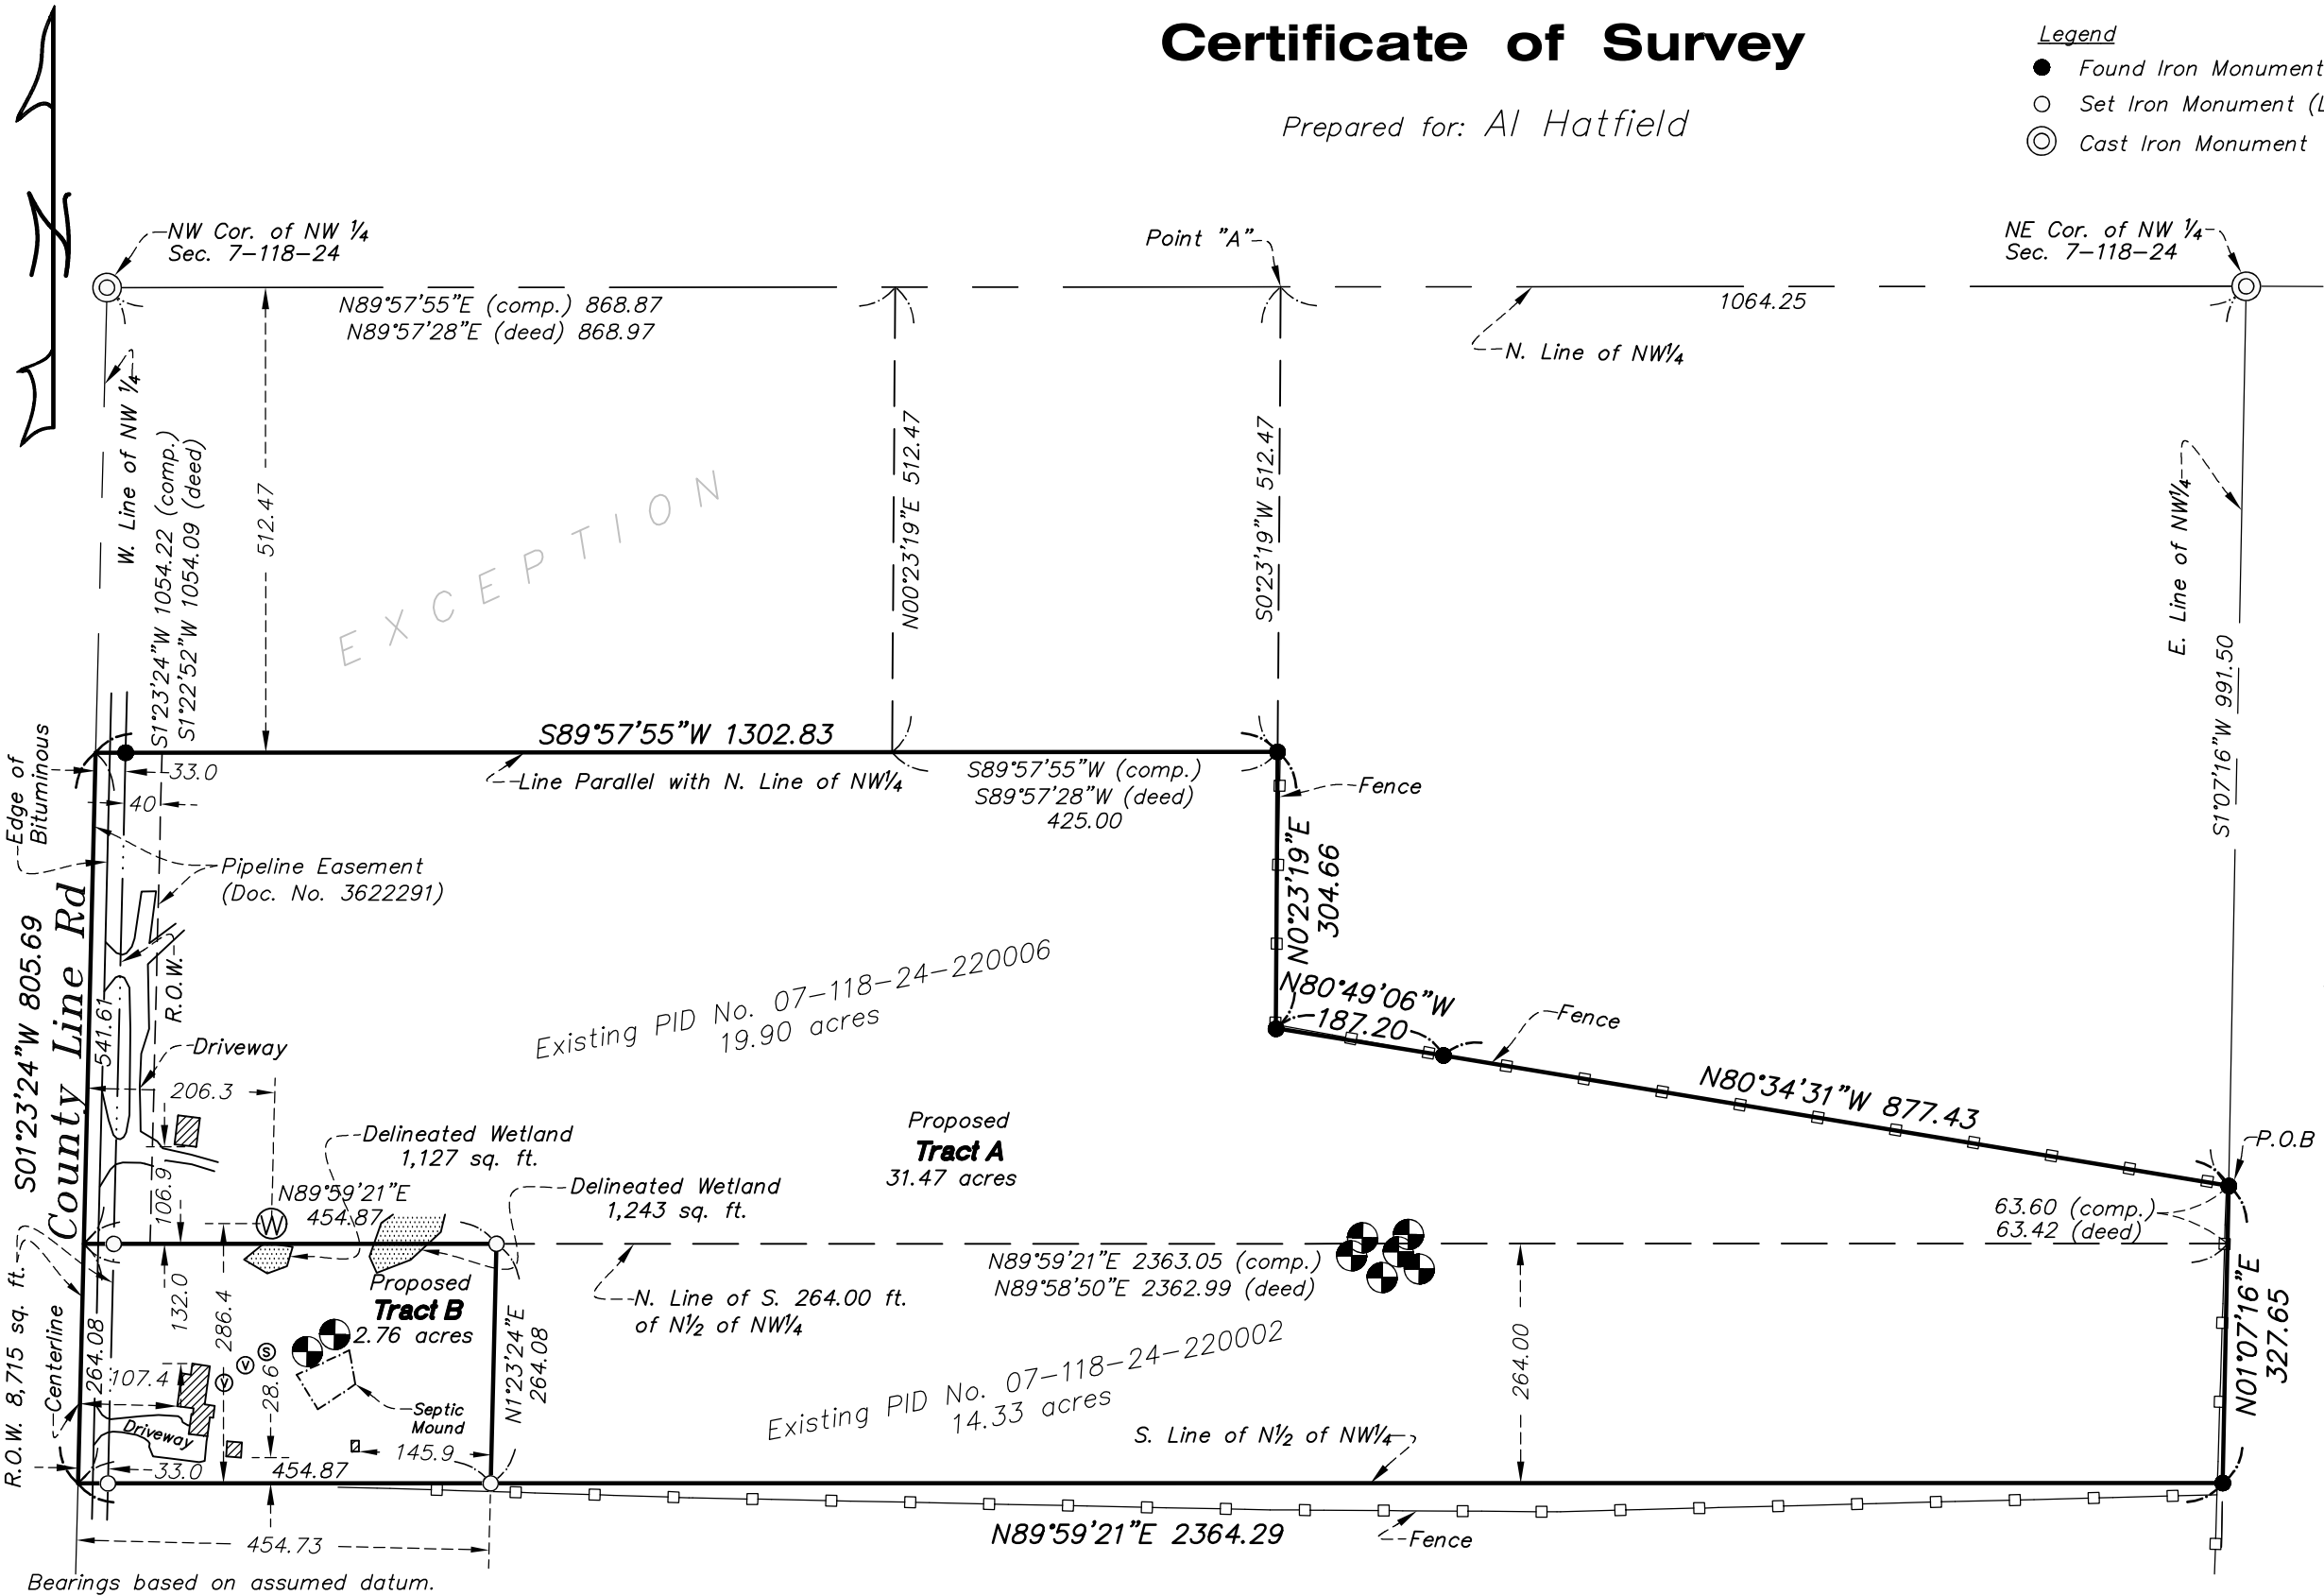 Certificate of Survey
Prepared for: Al Hatfield
Legend
Found Iron Monument
Set Iron Monument (L
Cast Iron Monument
N
NW Cor. of NW ¼
Sec. 7-118-24
Point "A"
NE Cor. of NW ¼
Sec. 7-118-24
N89°57'55"E (comp.) 868.87
N89°57'28"E (deed) 868.97
1064.25
N. Line of NW¼
W. Line of NW ¼
S1°23'24"W 1054.22 (comp.)
S1°22'52"W 1054.09 (deed)
512.47
EXCEPTION
N00°23'19"E 512.47
S0°23'19"W 512.47
E. Line of NW¼
S1°07'16"W 991.50
S89°57'55"W 1302.83
Line Parallel with N. Line of NW¼
S89°57'55"W (comp.)
S89°57'28"W (deed)
425.00
Fence
33.0
40
Edge of
Bituminous
Pipeline Easement
(Doc. No. 3622291)
N0°23'19"E
304.66
S01°23'24"W 805.69
County Line Rd
541.61
R.O.W.
Existing PID No. 07-118-24-220006
19.90 acres
N80°49'06"W
187.20
Fence
N80°34'31"W 877.43
Driveway
206.3
Proposed
Tract A
31.47 acres
Delineated Wetland
1,127 sq. ft.
Delineated Wetland
1,243 sq. ft.
106.9
N89°59'21"E
454.87
W
P.O.B
63.60 (comp.)
63.42 (deed)
N89°59'21"E 2363.05 (comp.)
N89°58'50"E 2362.99 (deed)
R.O.W. 8,715 sq. ft.
Centerline
264.08
132.0
286.4
Proposed
Tract B
2.76 acres
N. Line of S. 264.00 ft.
of N½ of NW¼
N1°23'24"E
264.08
264.00
N01°07'16"E
327.65
107.4
V
V
S
28.6
Septic
Mound
Driveway
145.9
Existing PID No. 07-118-24-220002
14.33 acres
S. Line of N½ of NW¼
33.0
454.87
454.73
N89°59'21"E 2364.29
Fence
Bearings based on assumed datum.